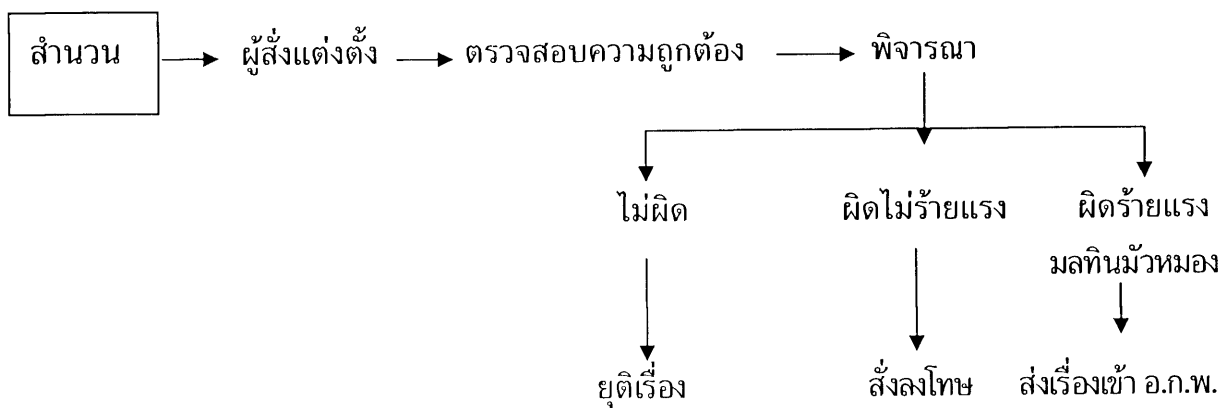 สำนวน ผู้สั่งแต่งตั้ง ตรวจสอบความถูกต้อง พิจารณา
ไม่ผิด ผิดไม่ร้ายแรง ผิดร้ายแรง
มลทินมัวหมอง
ยุติเรื่อง สั่งลงโทษ ส่งเรื่องเข้า อ.ก.พ.